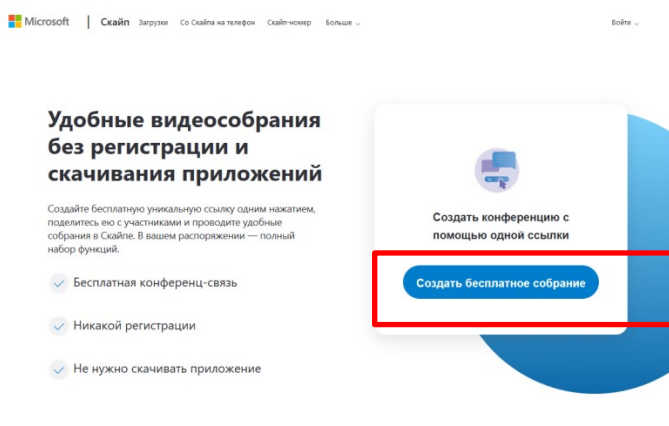 Microsoft | Скайп Загрузки Со Скайпа на телефон Скайп-номер Больше Войти
Удобные видеособрания
без регистрации и
скачивания приложений
Создайте бесплатную уникальную ссылку одним нажатием,
поделитесь ею с участниками и проводите удобные
собрания в Скайпе. В вашем распоряжении — полный
набор функций.
Бесплатная конференц-связь
Никакой регистрации
Не нужно скачивать приложение
Создать конференцию с
помощью одной ссылки
Создать бесплатное собрание